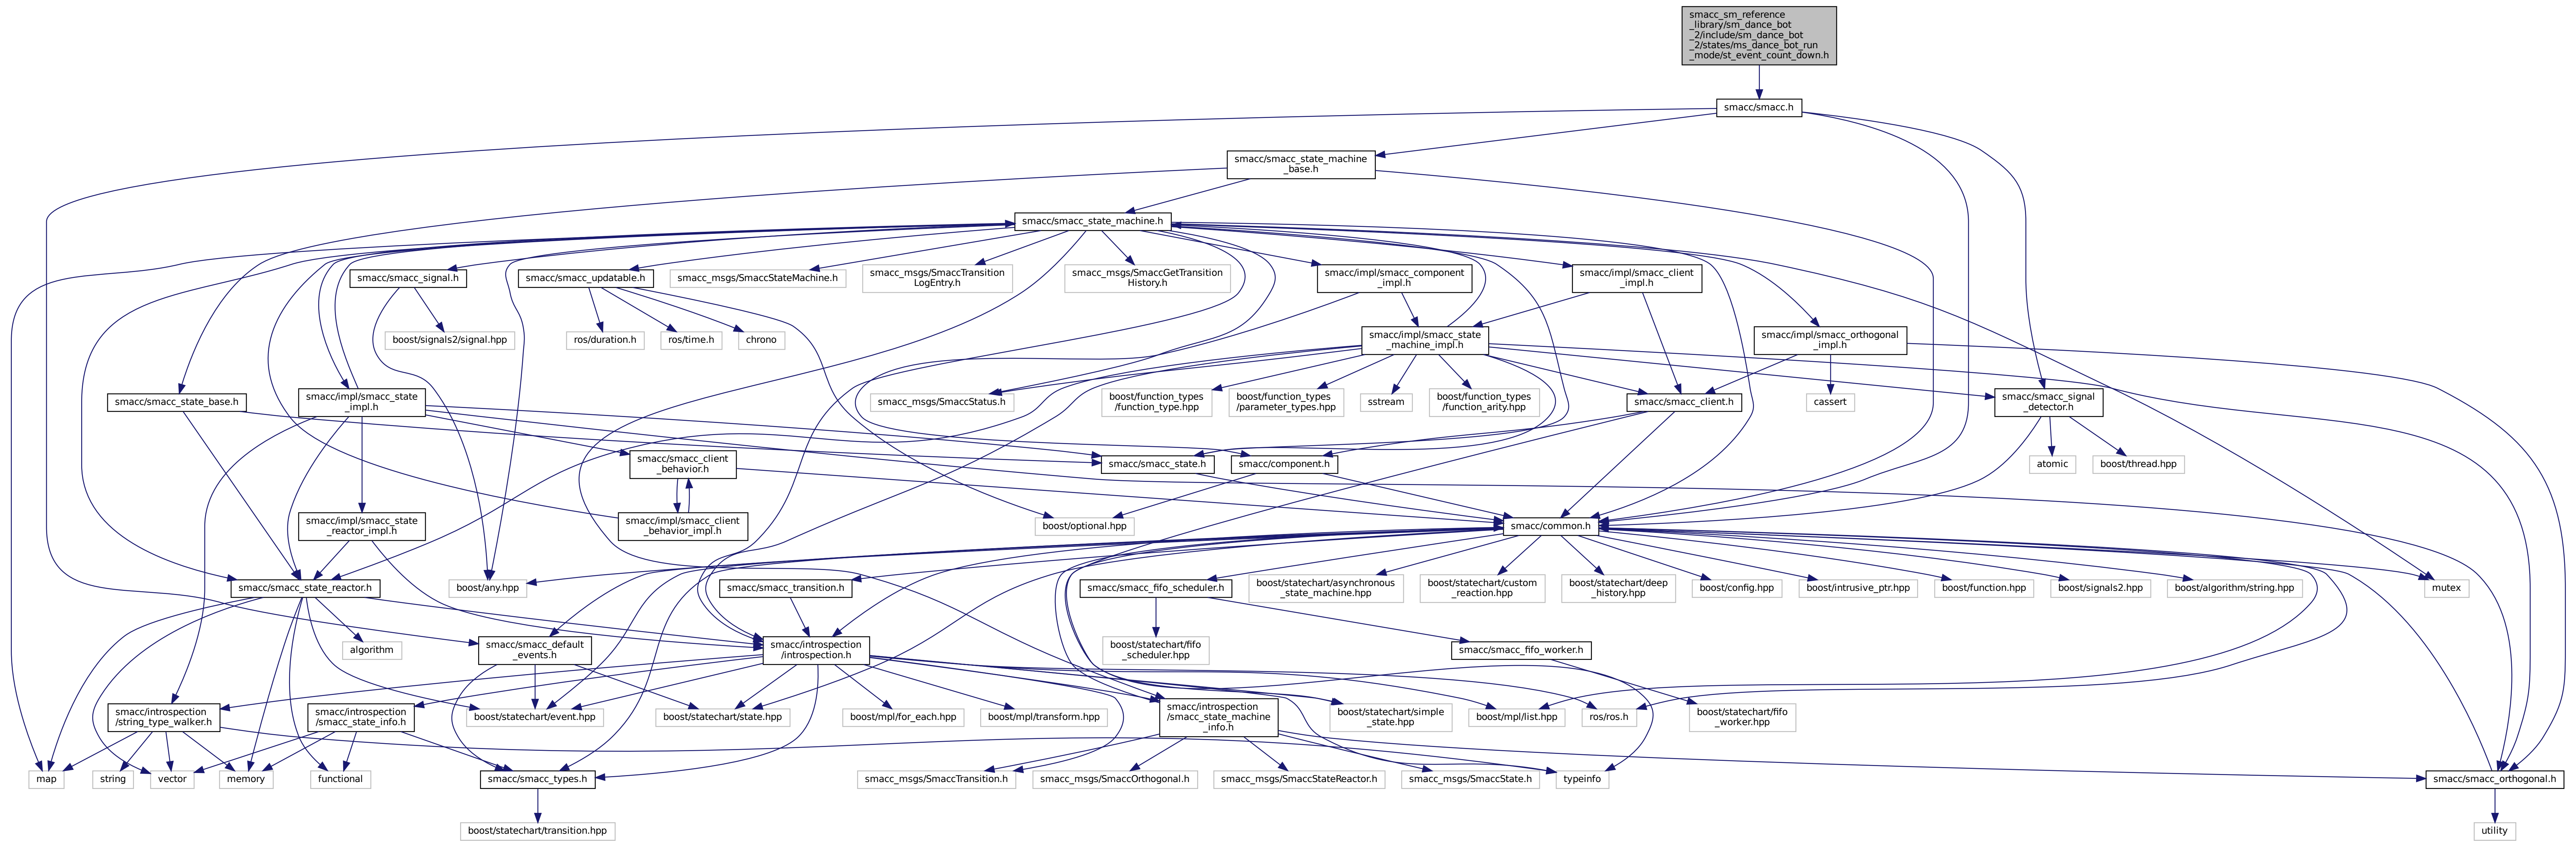 smacc_sm_reference
_library/sm_dance_bot
_2/include/sm_dance_bot
_2/states/ms_dance_bot_run
_mode/st_event_count_down.h
smacc/smacc.h
smacc/smacc_state_machine
_base.h
smacc/smacc_state_machine.h
smacc/smacc_signal.h
smacc/smacc_updatable.h
smacc_msgs/SmaccStateMachine.h
smacc_msgs/SmaccTransition
LogEntry.h
smacc_msgs/SmaccGetTransition
History.h
smacc/impl/smacc_component
_impl.h
smacc/impl/smacc_client
_impl.h
boost/signals2/signal.hpp
ros/duration.h
ros/time.h
chrono
smacc/impl/smacc_state
_machine_impl.h
smacc/impl/smacc_orthogonal
_impl.h
smacc/smacc_state_base.h
smacc/impl/smacc_state
_impl.h
smacc_msgs/SmaccStatus.h
boost/function_types
/function_type.hpp
boost/function_types
/parameter_types.hpp
sstream
boost/function_types
/function_arity.hpp
smacc/smacc_client.h
cassert
smacc/smacc_signal
_detector.h
smacc/smacc_client
_behavior.h
smacc/smacc_state.h
smacc/component.h
atomic
boost/thread.hpp
smacc/impl/smacc_state
_reactor_impl.h
smacc/impl/smacc_client
_behavior_impl.h
boost/optional.hpp
smacc/common.h
smacc/smacc_state_reactor.h
boost/any.hpp
smacc/smacc_transition.h
smacc/smacc_fifo_scheduler.h
boost/statechart/asynchronous
_state_machine.hpp
boost/statechart/custom
_reaction.hpp
boost/statechart/deep
_history.hpp
boost/config.hpp
boost/intrusive_ptr.hpp
boost/function.hpp
boost/signals2.hpp
boost/algorithm/string.hpp
mutex
algorithm
smacc/smacc_default
_events.h
smacc/introspection
/introspection.h
boost/statechart/fifo
_scheduler.hpp
smacc/smacc_fifo_worker.h
smacc/introspection
/string_type_walker.h
smacc/introspection
/smacc_state_info.h
boost/statechart/event.hpp
boost/statechart/state.hpp
boost/mpl/for_each.hpp
boost/mpl/transform.hpp
smacc/introspection
/smacc_state_machine
_info.h
boost/statechart/simple
_state.hpp
boost/mpl/list.hpp
ros/ros.h
boost/statechart/fifo
_worker.hpp
map
string
vector
memory
functional
smacc/smacc_types.h
smacc_msgs/SmaccTransition.h
smacc_msgs/SmaccOrthogonal.h
smacc_msgs/SmaccStateReactor.h
smacc_msgs/SmaccState.h
typeinfo
smacc/smacc_orthogonal.h
boost/statechart/transition.hpp
utility